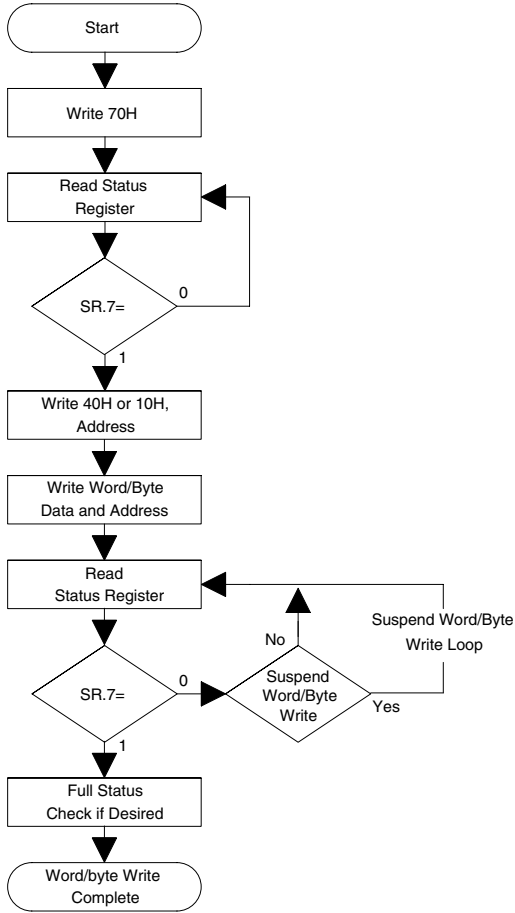 Start
Write 70H
Read Status
Register
SR.7=
0
1
Write 40H or 10H,
Address
Write Word/Byte
Data and Address
Read
Status Register
Suspend Word/Byte
Write Loop
No
SR.7=
0
Suspend
Word/Byte
Write
Yes
1
Full Status
Check if Desired
Word/byte Write
Complete